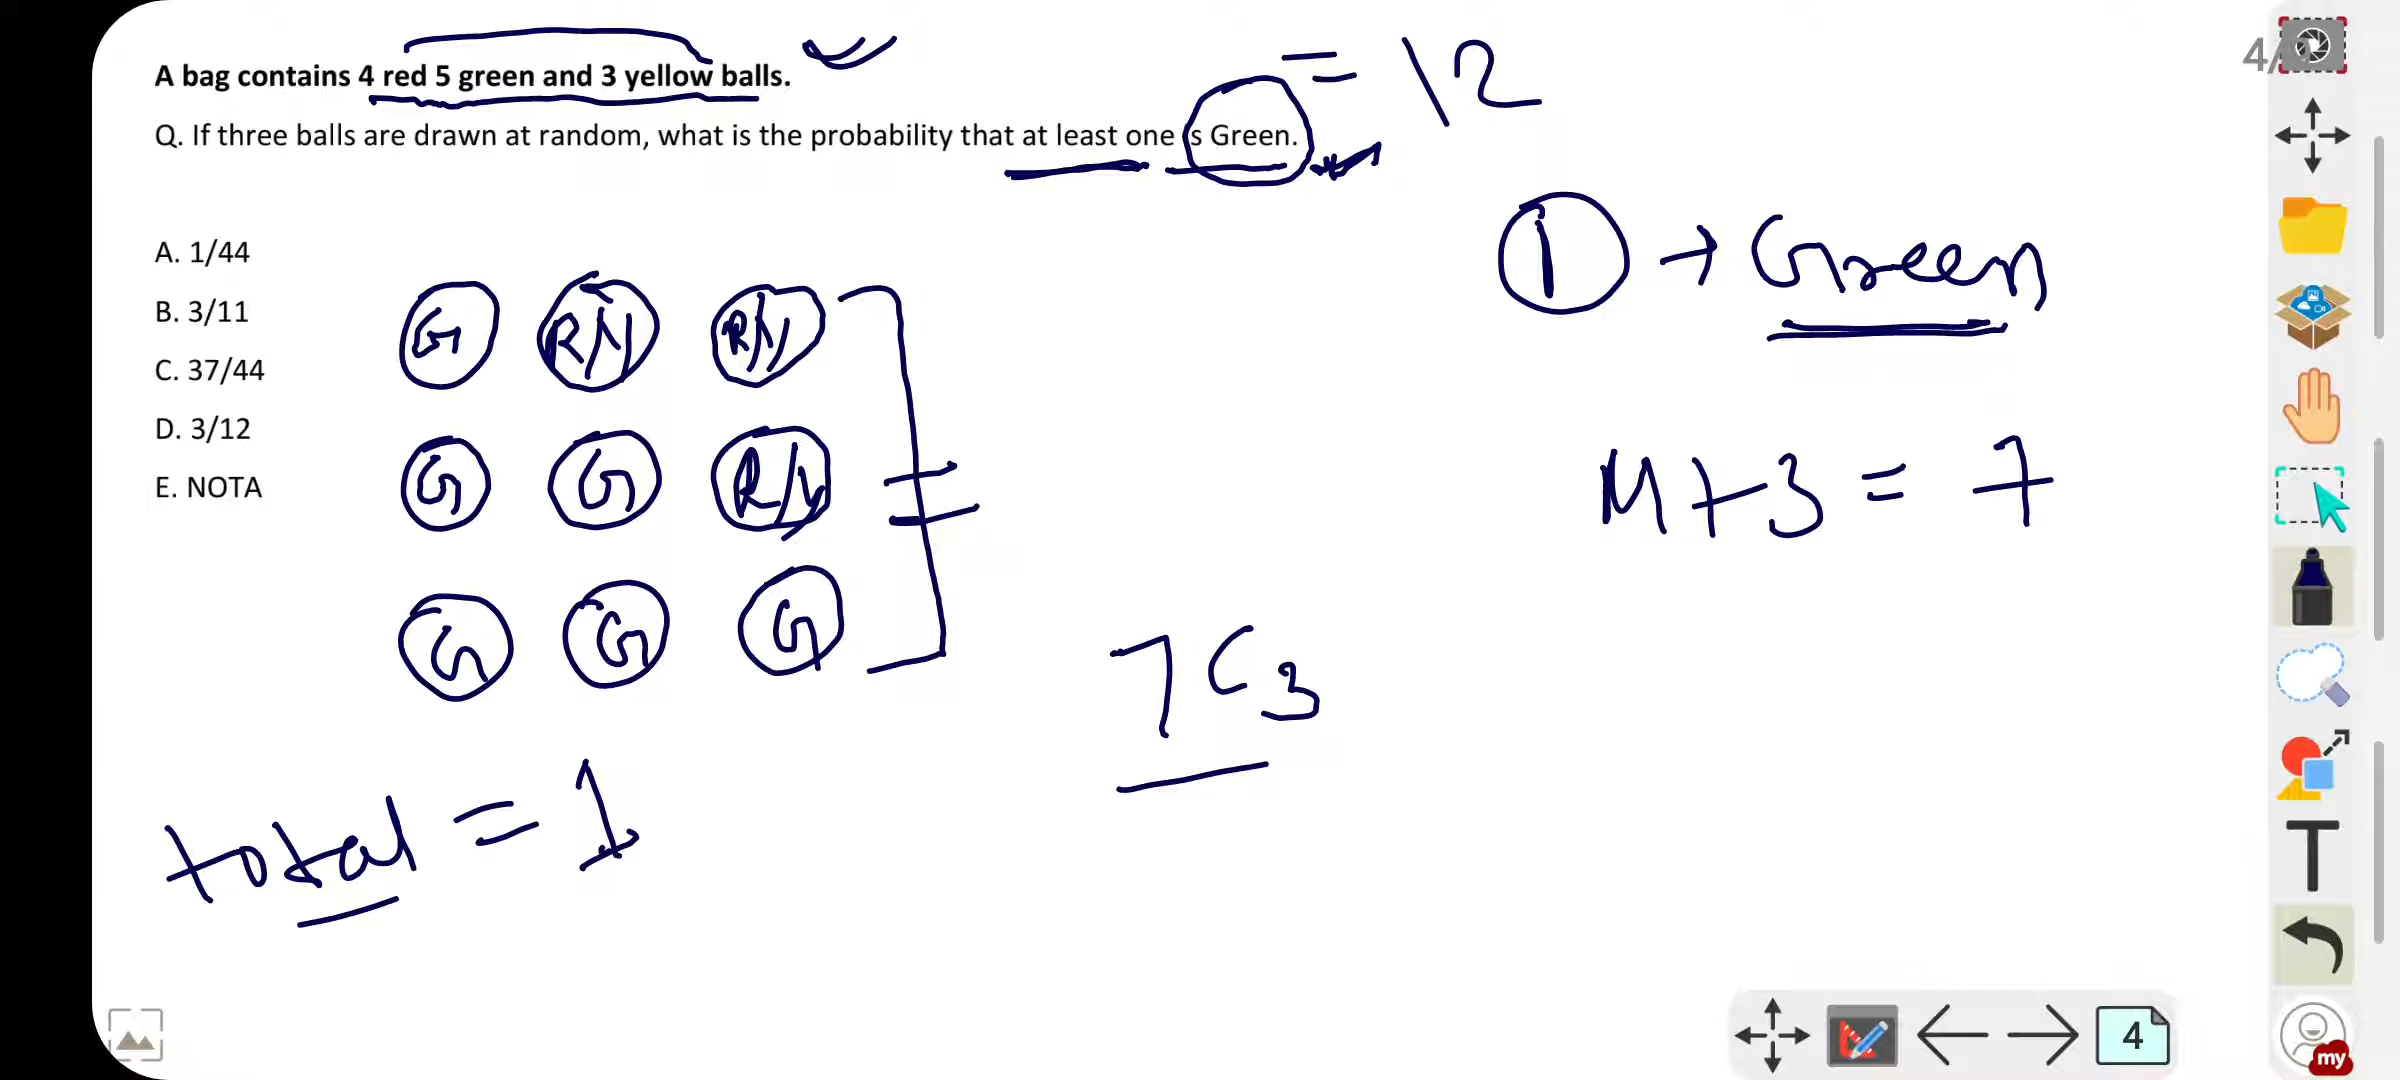 A bag contains 4 red 5 green and 3 yellow balls.
= 12
Q. If three balls are drawn at random, what is the probability that at least one is Green.
A. 1/44
B. 3/11
C. 37/44
D. 3/12
E. NOTA
G R/Y R/Y
G G R/Y
G G G
1 → Green
4 + 3 = 7
7C3
total = 1
4
my